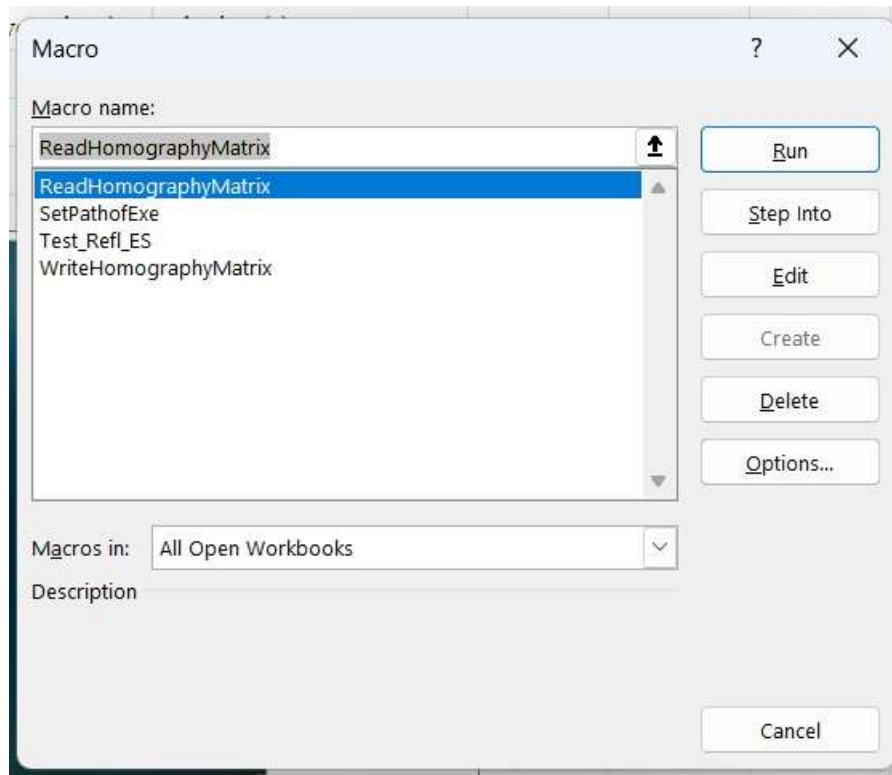 Macro
?
Macro name:
ReadHomographyMatrix
Run
ReadHomographyMatrix
SetPathofExe
Test_Refl_ES
WriteHomographyMatrix
Step Into
Edit
Create
Delete
Options...
Macros in:
All Open Workbooks
Description
Cancel